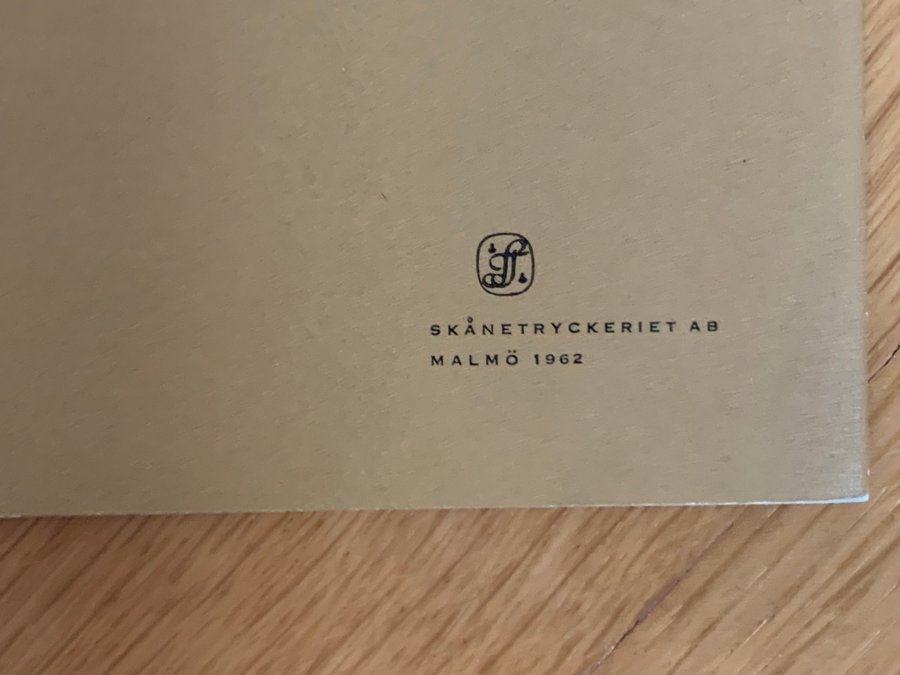 SKÅNETRYCKERIET AB
MALMÖ 1962